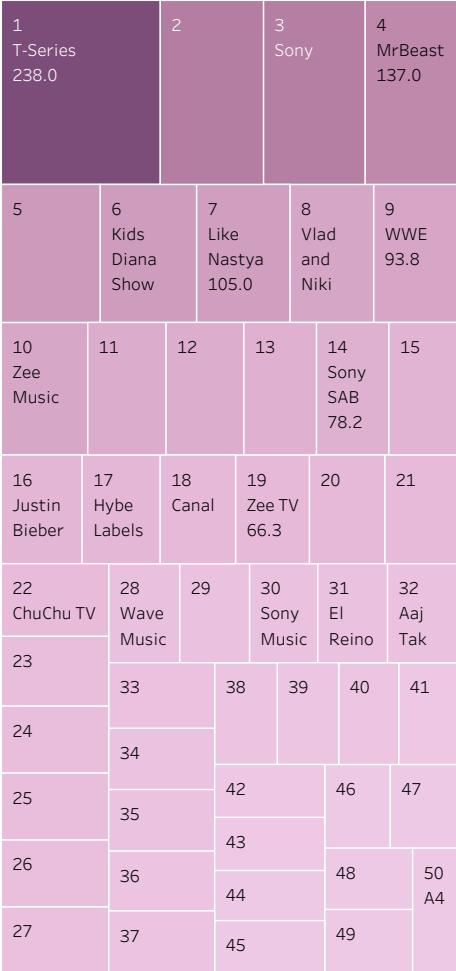 1
T-Series
238.0
2
3
Sony
4
MrBeast
137.0
5
6
Kids
Diana
Show
7
Like
Nastya
105.0
8
Vlad
and
Niki
9
WWE
93.8
10
Zee
Music
11
12
13
14
Sony
SAB
78.2
15
16
Justin
Bieber
17
Hybe
Labels
18
Canal
19
Zee TV
66.3
20
21
22
ChuChu TV
23
24
25
26
27
28
Wave
Music
29
30
Sony
Music
31
El
Reino
32
Aaj
Tak
33
34
35
36
37
38
39
40
41
42
43
44
45
46
47
48
49
50
A4